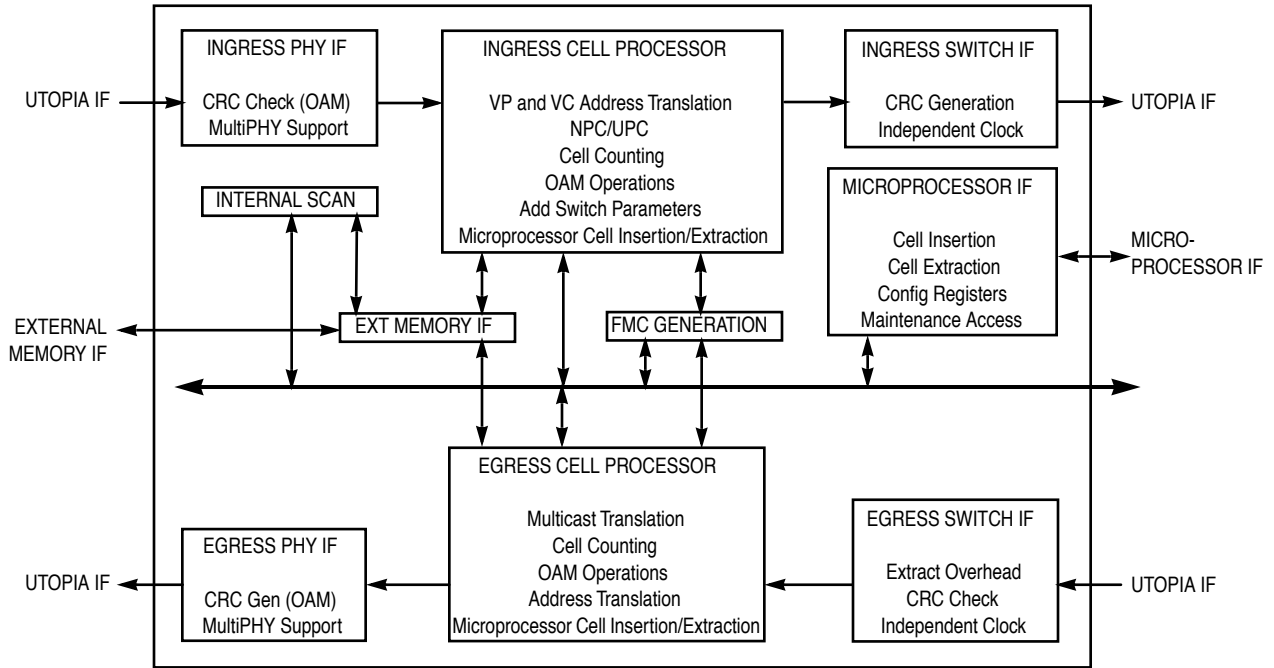 INGRESS PHY IF
CRC Check (OAM)
MultiPHY Support
INGRESS CELL PROCESSOR
VP and VC Address Translation
NPC/UPC
Cell Counting
OAM Operations
Add Switch Parameters
Microprocessor Cell Insertion/Extraction
INGRESS SWITCH IF
CRC Generation
Independent Clock
UTOPIA IF
UTOPIA IF
INTERNAL SCAN
MICROPROCESSOR IF
Cell Insertion
Cell Extraction
Config Registers
Maintenance Access
MICRO-
PROCESSOR IF
EXTERNAL
MEMORY IF
EXT MEMORY IF
FMC GENERATION
EGRESS CELL PROCESSOR
Multicast Translation
Cell Counting
OAM Operations
Address Translation
Microprocessor Cell Insertion/Extraction
EGRESS PHY IF
CRC Gen (OAM)
MultiPHY Support
EGRESS SWITCH IF
Extract Overhead
CRC Check
Independent Clock
UTOPIA IF
UTOPIA IF